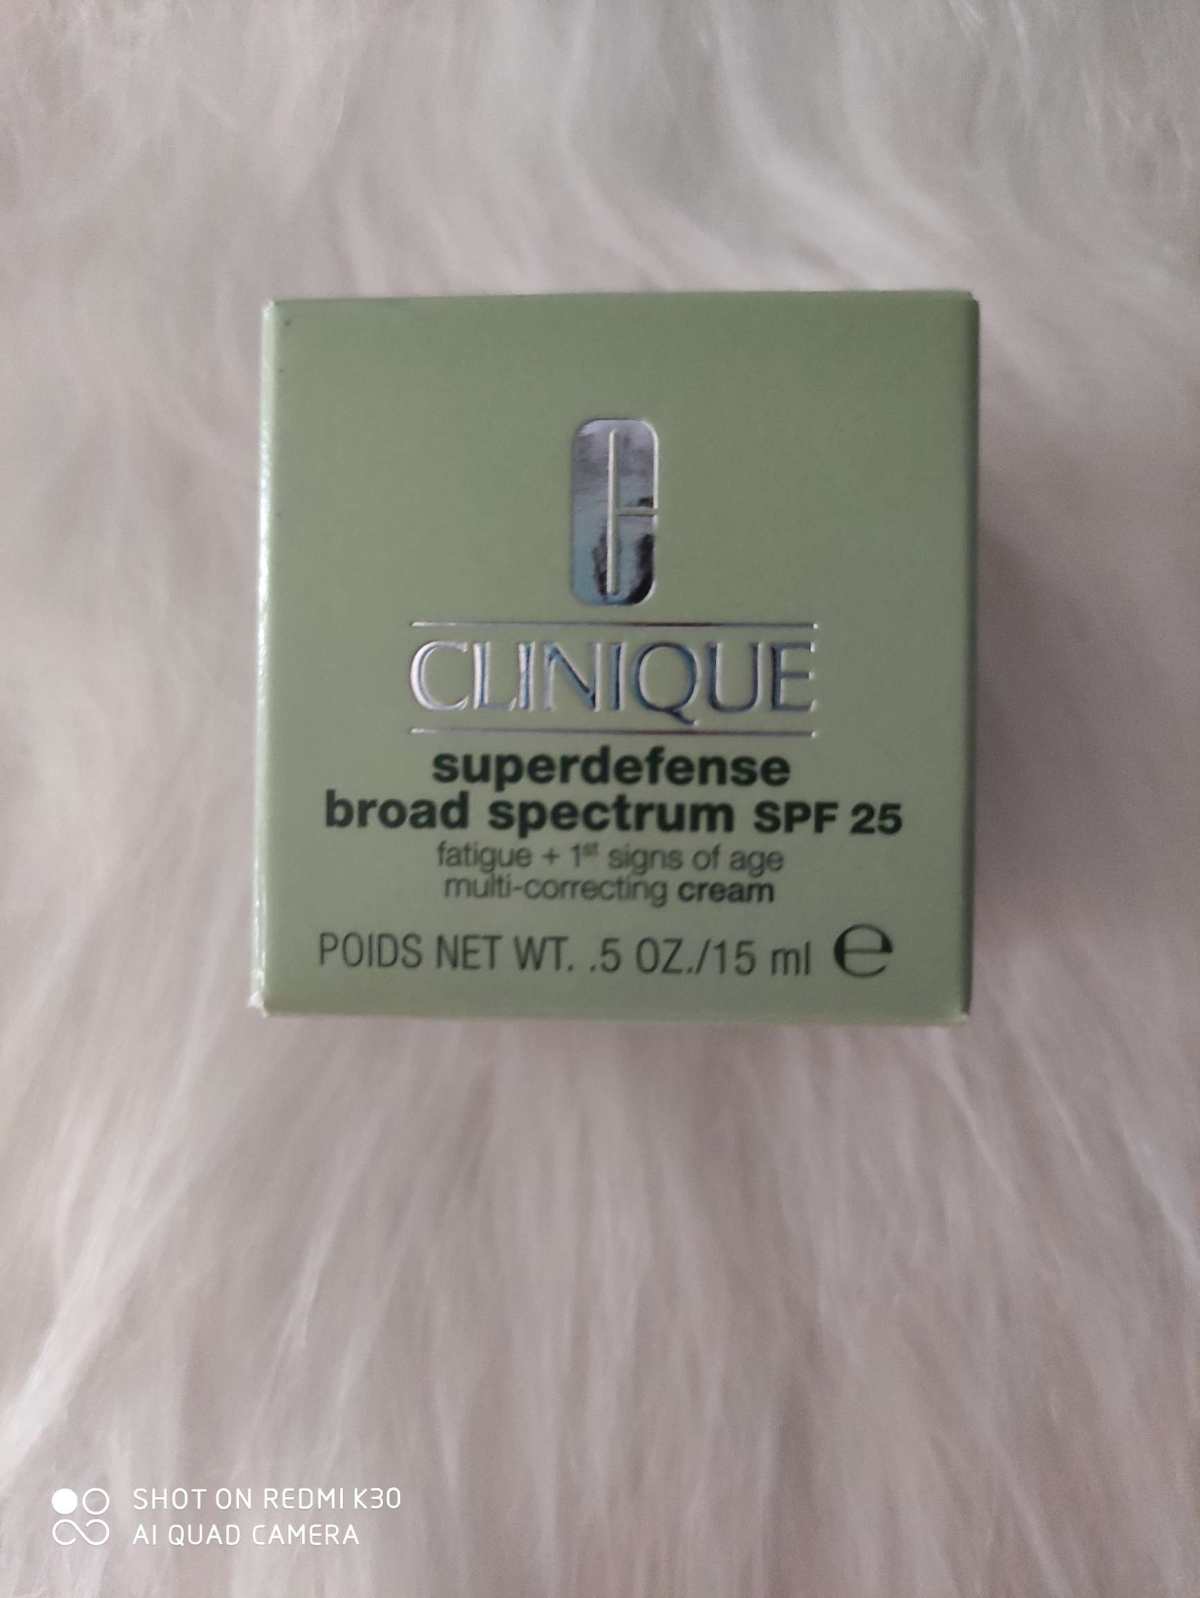 CLINIQUE
superdefense
broad spectrum SPF 25
fatigue + 1st signs of age
multi-correcting cream
POIDS NET WT. .5 OZ./15 ml ℮
SHOT ON REDMI K30
AI QUAD CAMERA